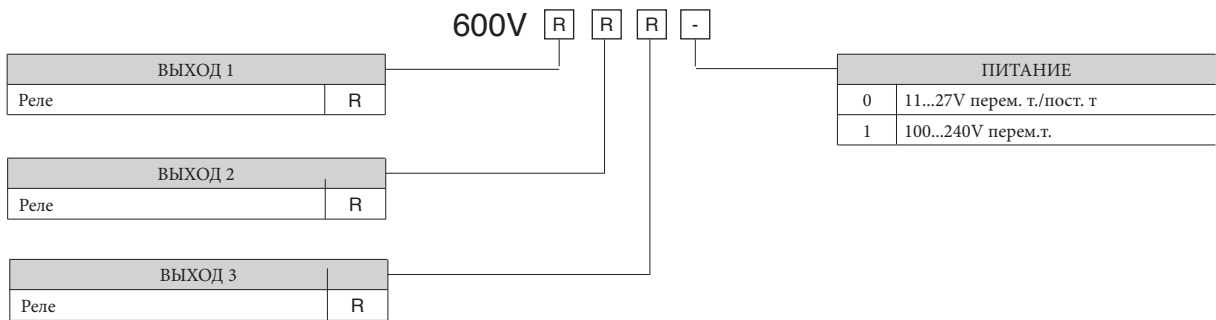 600V R R R -
ВЫХОД 1
Реле R
ПИТАНИЕ
0 11...27V перем. т./пост. т
1 100...240V перем.т.
ВЫХОД 2
Реле R
ВЫХОД 3
Реле R